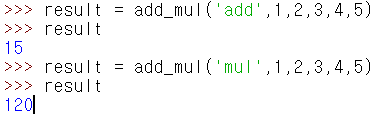 >>> result = add_mul('add',1,2,3,4,5)
>>> result
15
>>> result = add_mul('mul',1,2,3,4,5)
>>> result
120